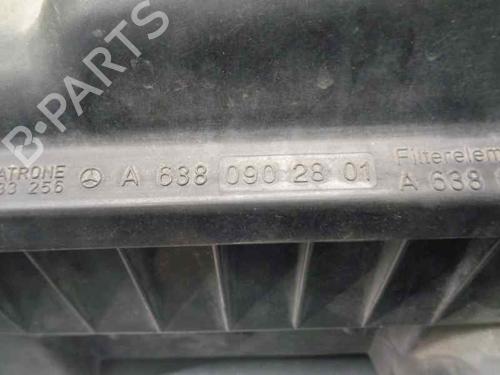 B-PARTS
ATRONE
33 256
A 638 090 28 01
Filterelem
A 638